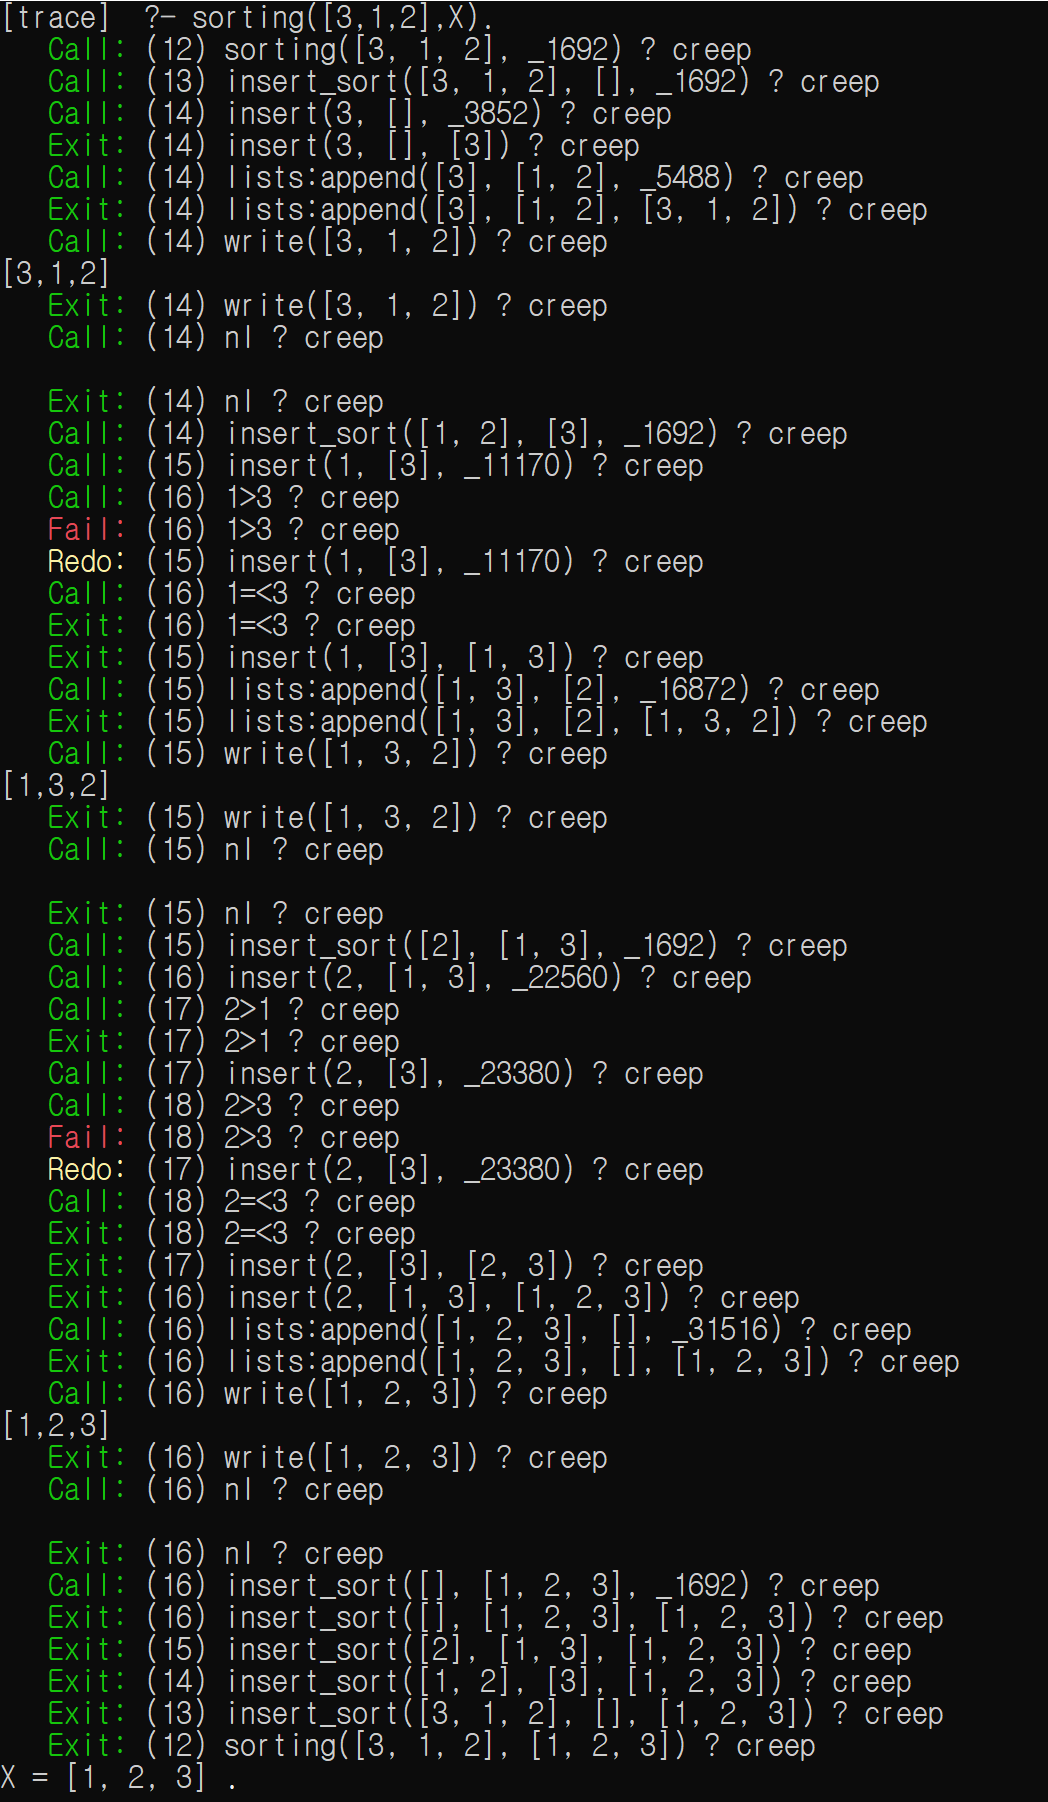 [trace]  ?- sorting([3,1,2],X).
   Call: (12) sorting([3, 1, 2], _1692) ? creep
   Call: (13) insert_sort([3, 1, 2], [], _1692) ? creep
   Call: (14) insert(3, [], _3852) ? creep
   Exit: (14) insert(3, [], [3]) ? creep
   Call: (14) lists:append([3], [1, 2], _5488) ? creep
   Exit: (14) lists:append([3], [1, 2], [3, 1, 2]) ? creep
   Call: (14) write([3, 1, 2]) ? creep
[3,1,2]
   Exit: (14) write([3, 1, 2]) ? creep
   Call: (14) nl ? creep

   Exit: (14) nl ? creep
   Call: (14) insert_sort([1, 2], [3], _1692) ? creep
   Call: (15) insert(1, [3], _11170) ? creep
   Call: (16) 1>3 ? creep
   Fail: (16) 1>3 ? creep
   Redo: (15) insert(1, [3], _11170) ? creep
   Call: (16) 1=<3 ? creep
   Exit: (16) 1=<3 ? creep
   Exit: (15) insert(1, [3], [1, 3]) ? creep
   Call: (15) lists:append([1, 3], [2], _16872) ? creep
   Exit: (15) lists:append([1, 3], [2], [1, 3, 2]) ? creep
   Call: (15) write([1, 3, 2]) ? creep
[1,3,2]
   Exit: (15) write([1, 3, 2]) ? creep
   Call: (15) nl ? creep

   Exit: (15) nl ? creep
   Call: (15) insert_sort([2], [1, 3], _1692) ? creep
   Call: (16) insert(2, [1, 3], _22560) ? creep
   Call: (17) 2>1 ? creep
   Exit: (17) 2>1 ? creep
   Call: (17) insert(2, [3], _23380) ? creep
   Call: (18) 2>3 ? creep
   Fail: (18) 2>3 ? creep
   Redo: (17) insert(2, [3], _23380) ? creep
   Call: (18) 2=<3 ? creep
   Exit: (18) 2=<3 ? creep
   Exit: (17) insert(2, [3], [2, 3]) ? creep
   Exit: (16) insert(2, [1, 3], [1, 2, 3]) ? creep
   Call: (16) lists:append([1, 2, 3], [], _31516) ? creep
   Exit: (16) lists:append([1, 2, 3], [], [1, 2, 3]) ? creep
   Call: (16) write([1, 2, 3]) ? creep
[1,2,3]
   Exit: (16) write([1, 2, 3]) ? creep
   Call: (16) nl ? creep

   Exit: (16) nl ? creep
   Call: (16) insert_sort([], [1, 2, 3], _1692) ? creep
   Exit: (16) insert_sort([], [1, 2, 3], [1, 2, 3]) ? creep
   Exit: (15) insert_sort([2], [1, 3], [1, 2, 3]) ? creep
   Exit: (14) insert_sort([1, 2], [3], [1, 2, 3]) ? creep
   Exit: (13) insert_sort([3, 1, 2], [], [1, 2, 3]) ? creep
   Exit: (12) sorting([3, 1, 2], [1, 2, 3]) ? creep
X = [1, 2, 3] .